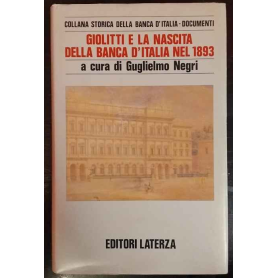 COLLANA STORICA DELLA BANCA D'ITALIA - DOCUMENTI
GIOLITTI E LA NASCITA
DELLA BANCA D'ITALIA NEL 1893
a cura di Guglielmo Negri
EDITORI LATERZA